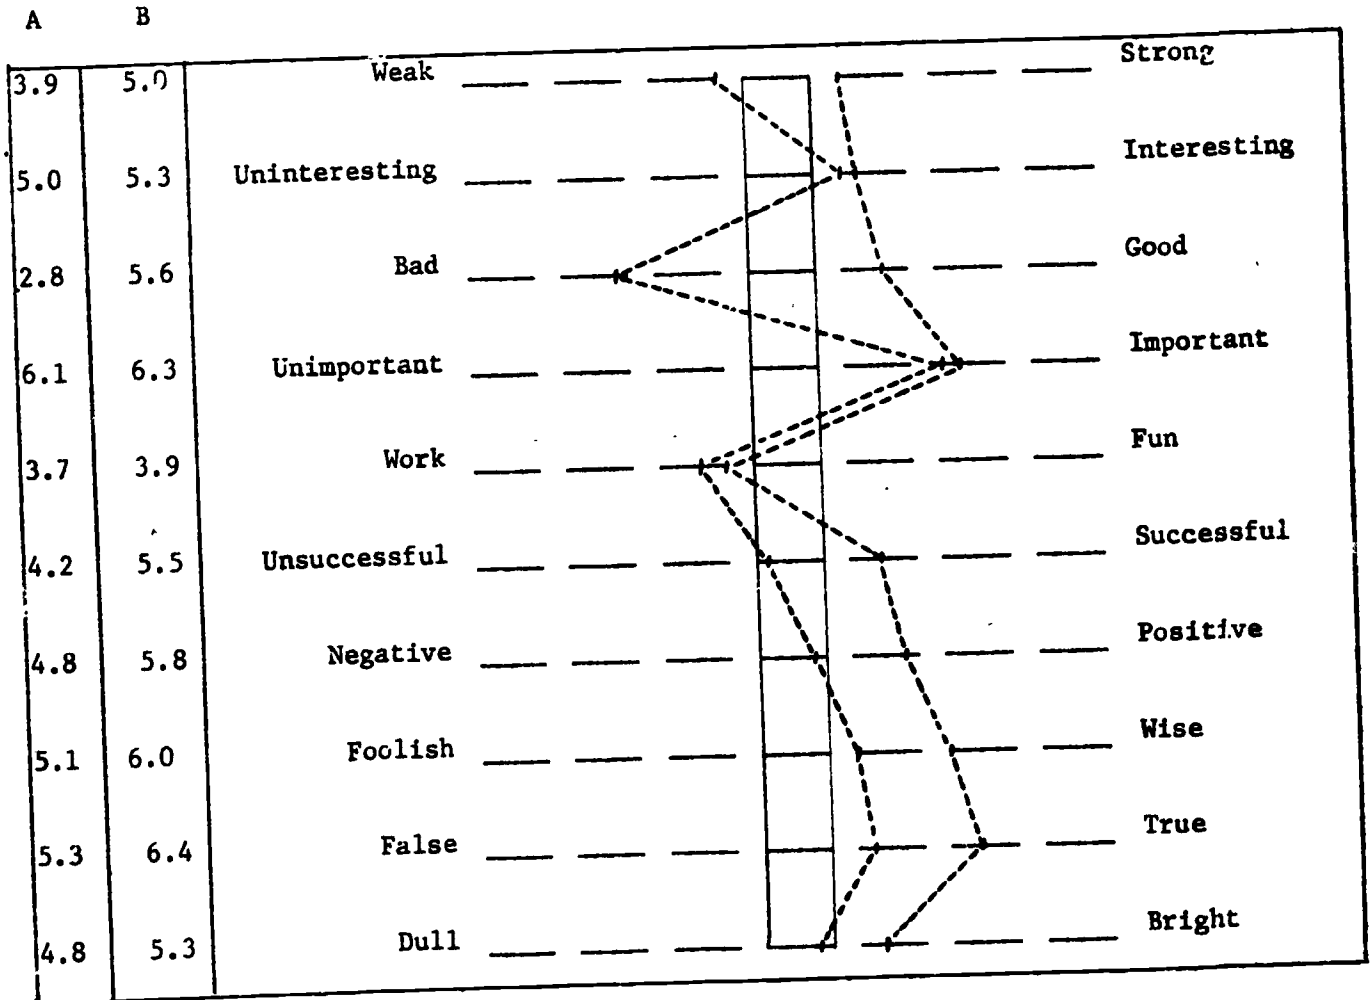 A B
3.9 5.0 Weak Strong
5.0 5.3 Uninteresting Interesting
2.8 5.6 Bad Good
6.1 6.3 Unimportant Important
3.7 3.9 Work Fun
4.2 5.5 Unsuccessful Successful
4.8 5.8 Negative Positive
5.1 6.0 Foolish Wise
5.3 6.4 False True
4.8 5.3 Dull Bright